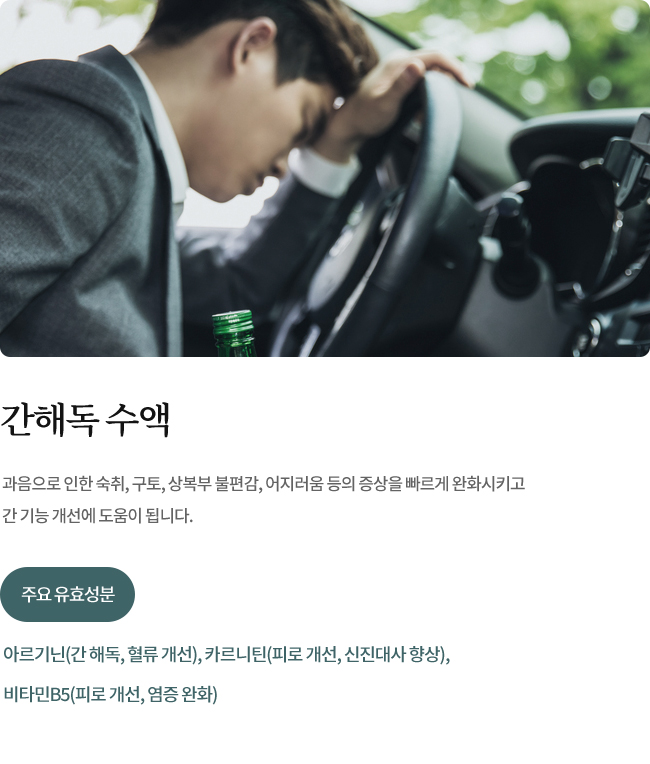 간해독 수액
과음으로 인한 숙취, 구토, 상복부 불편감, 어지러움 등의 증상을 빠르게 완화시키고
간 기능 개선에 도움이 됩니다.
주요 유효성분
아르기닌(간 해독, 혈류 개선), 카르니틴(피로 개선, 신진대사 향상),
비타민B5(피로 개선, 염증 완화)